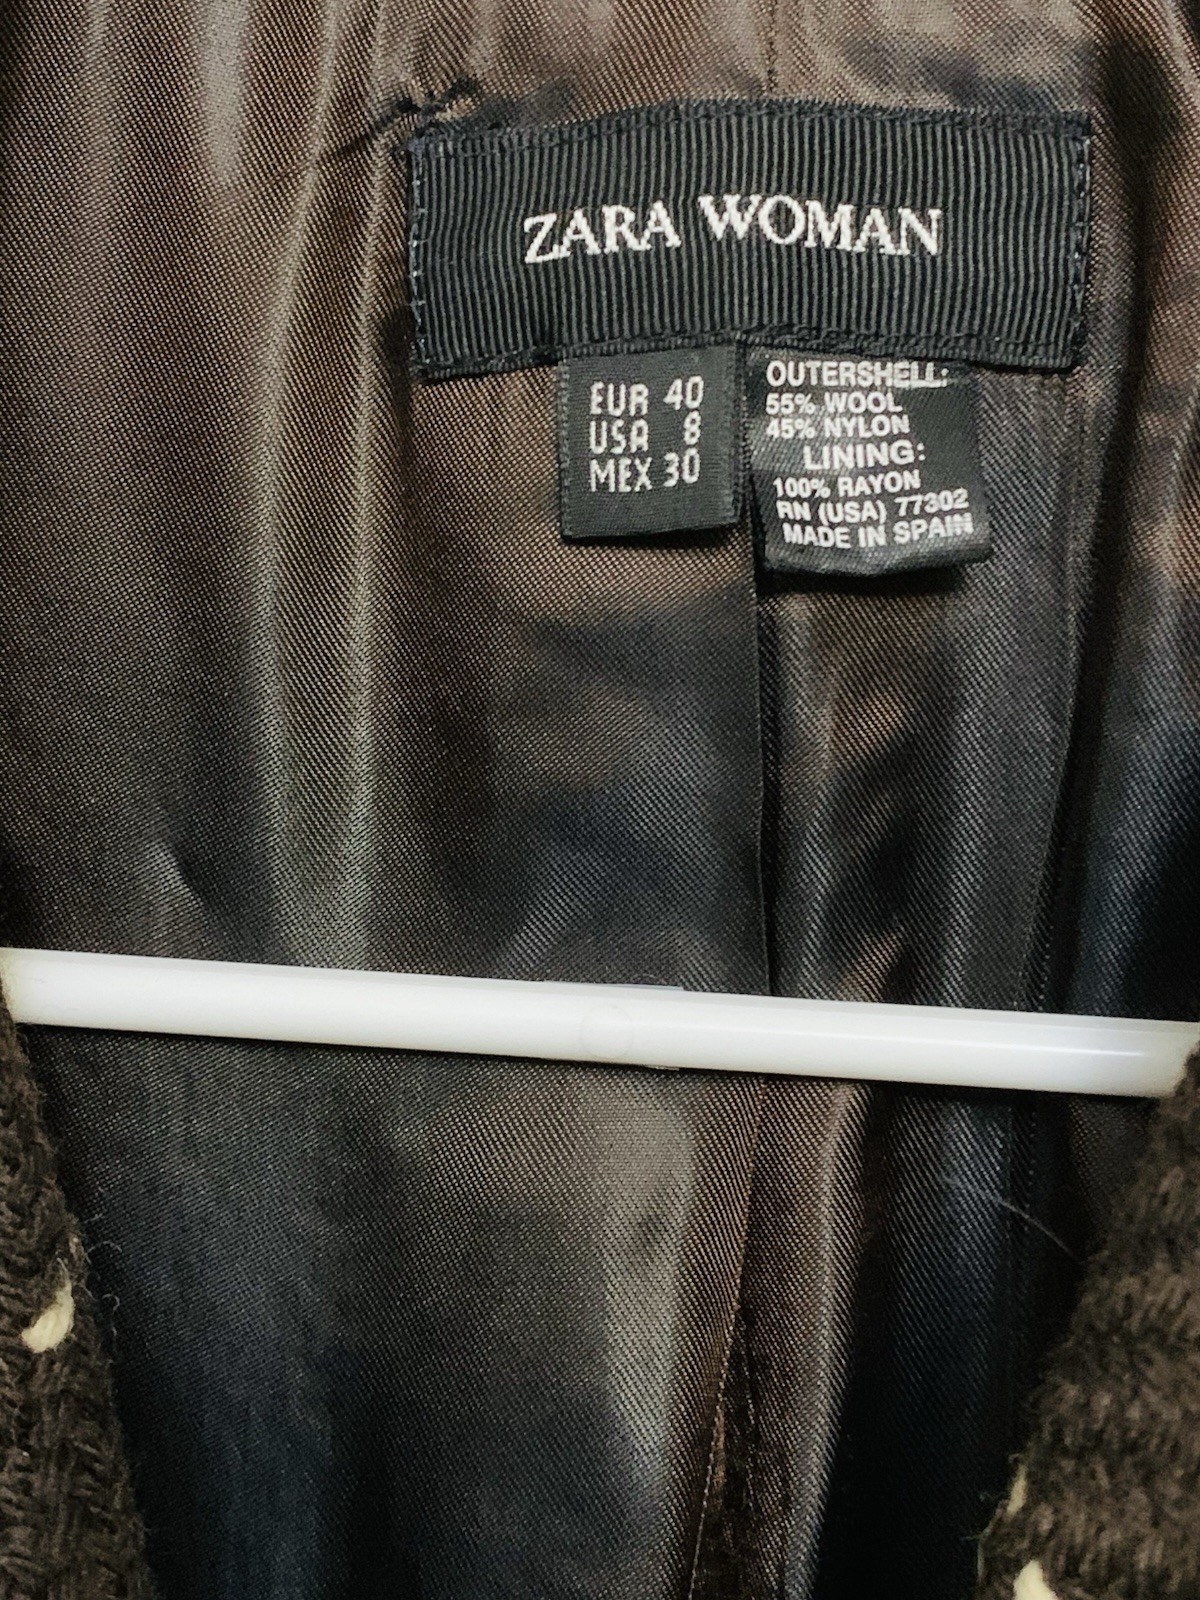 ZARA WOMAN
EUR 40
USA 8
MEX 30
OUTERSHELL:
55% WOOL
45% NYLON
LINING:
100% RAYON
RN (USA) 77302
MADE IN SPAIN